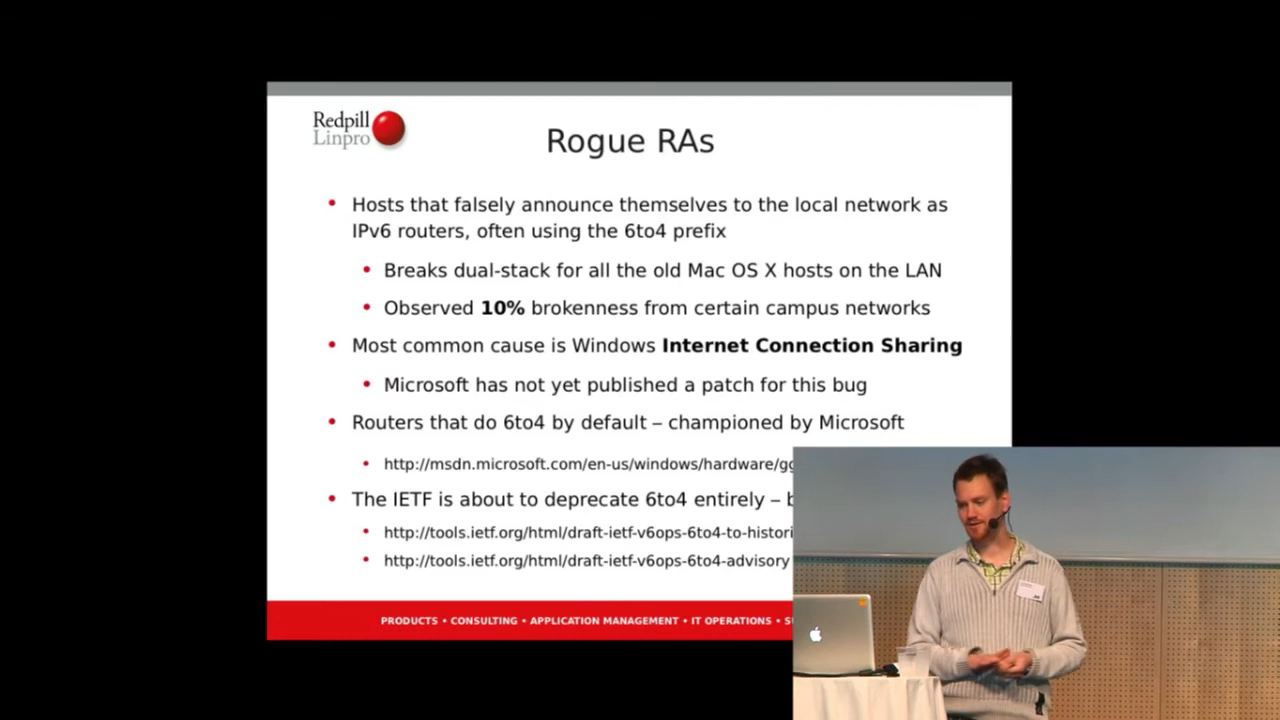 Redpill
Linpro
Rogue RAs
• Hosts that falsely announce themselves to the local network as
IPv6 routers, often using the 6to4 prefix
• Breaks dual-stack for all the old Mac OS X hosts on the LAN
• Observed 10% brokenness from certain campus networks
• Most common cause is Windows Internet Connection Sharing
• Microsoft has not yet published a patch for this bug
• Routers that do 6to4 by default – championed by Microsoft
• http://msdn.microsoft.com/en-us/windows/hardware/
• The IETF is about to deprecate 6to4 entirely –
• http://tools.ietf.org/html/draft-ietf-v6ops-6to4-to-histori
• http://tools.ietf.org/html/draft-ietf-v6ops-6to4-advisory
PRODUCTS • CONSULTING • APPLICATION MANAGEMENT • IT OPERATIONS •